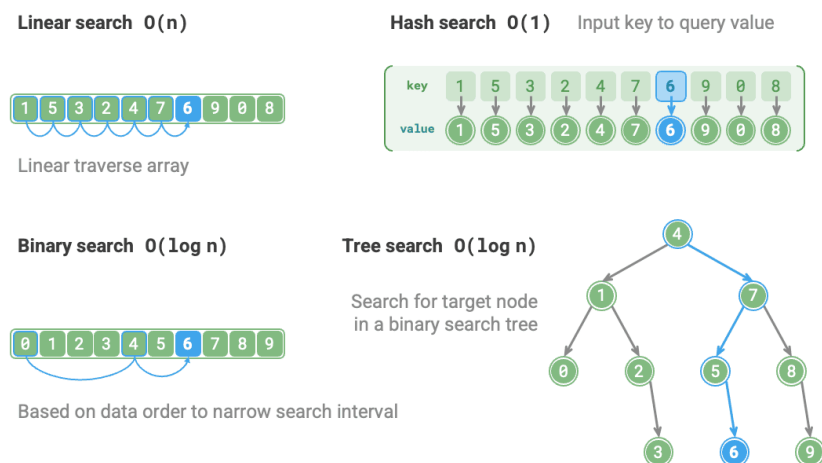 Linear search O(n)
1 5 3 2 4 7 6 9 0 8
Linear traverse array
Hash search O(1) Input key to query value
key 1 5 3 2 4 7 6 9 0 8
value 1 5 3 2 4 7 6 9 0 8
Binary search O(log n)
0 1 2 3 4 5 6 7 8 9
Based on data order to narrow search interval
Tree search O(log n)
Search for target node
in a binary search tree
4
1 7
0 2 5 8
3 6 9